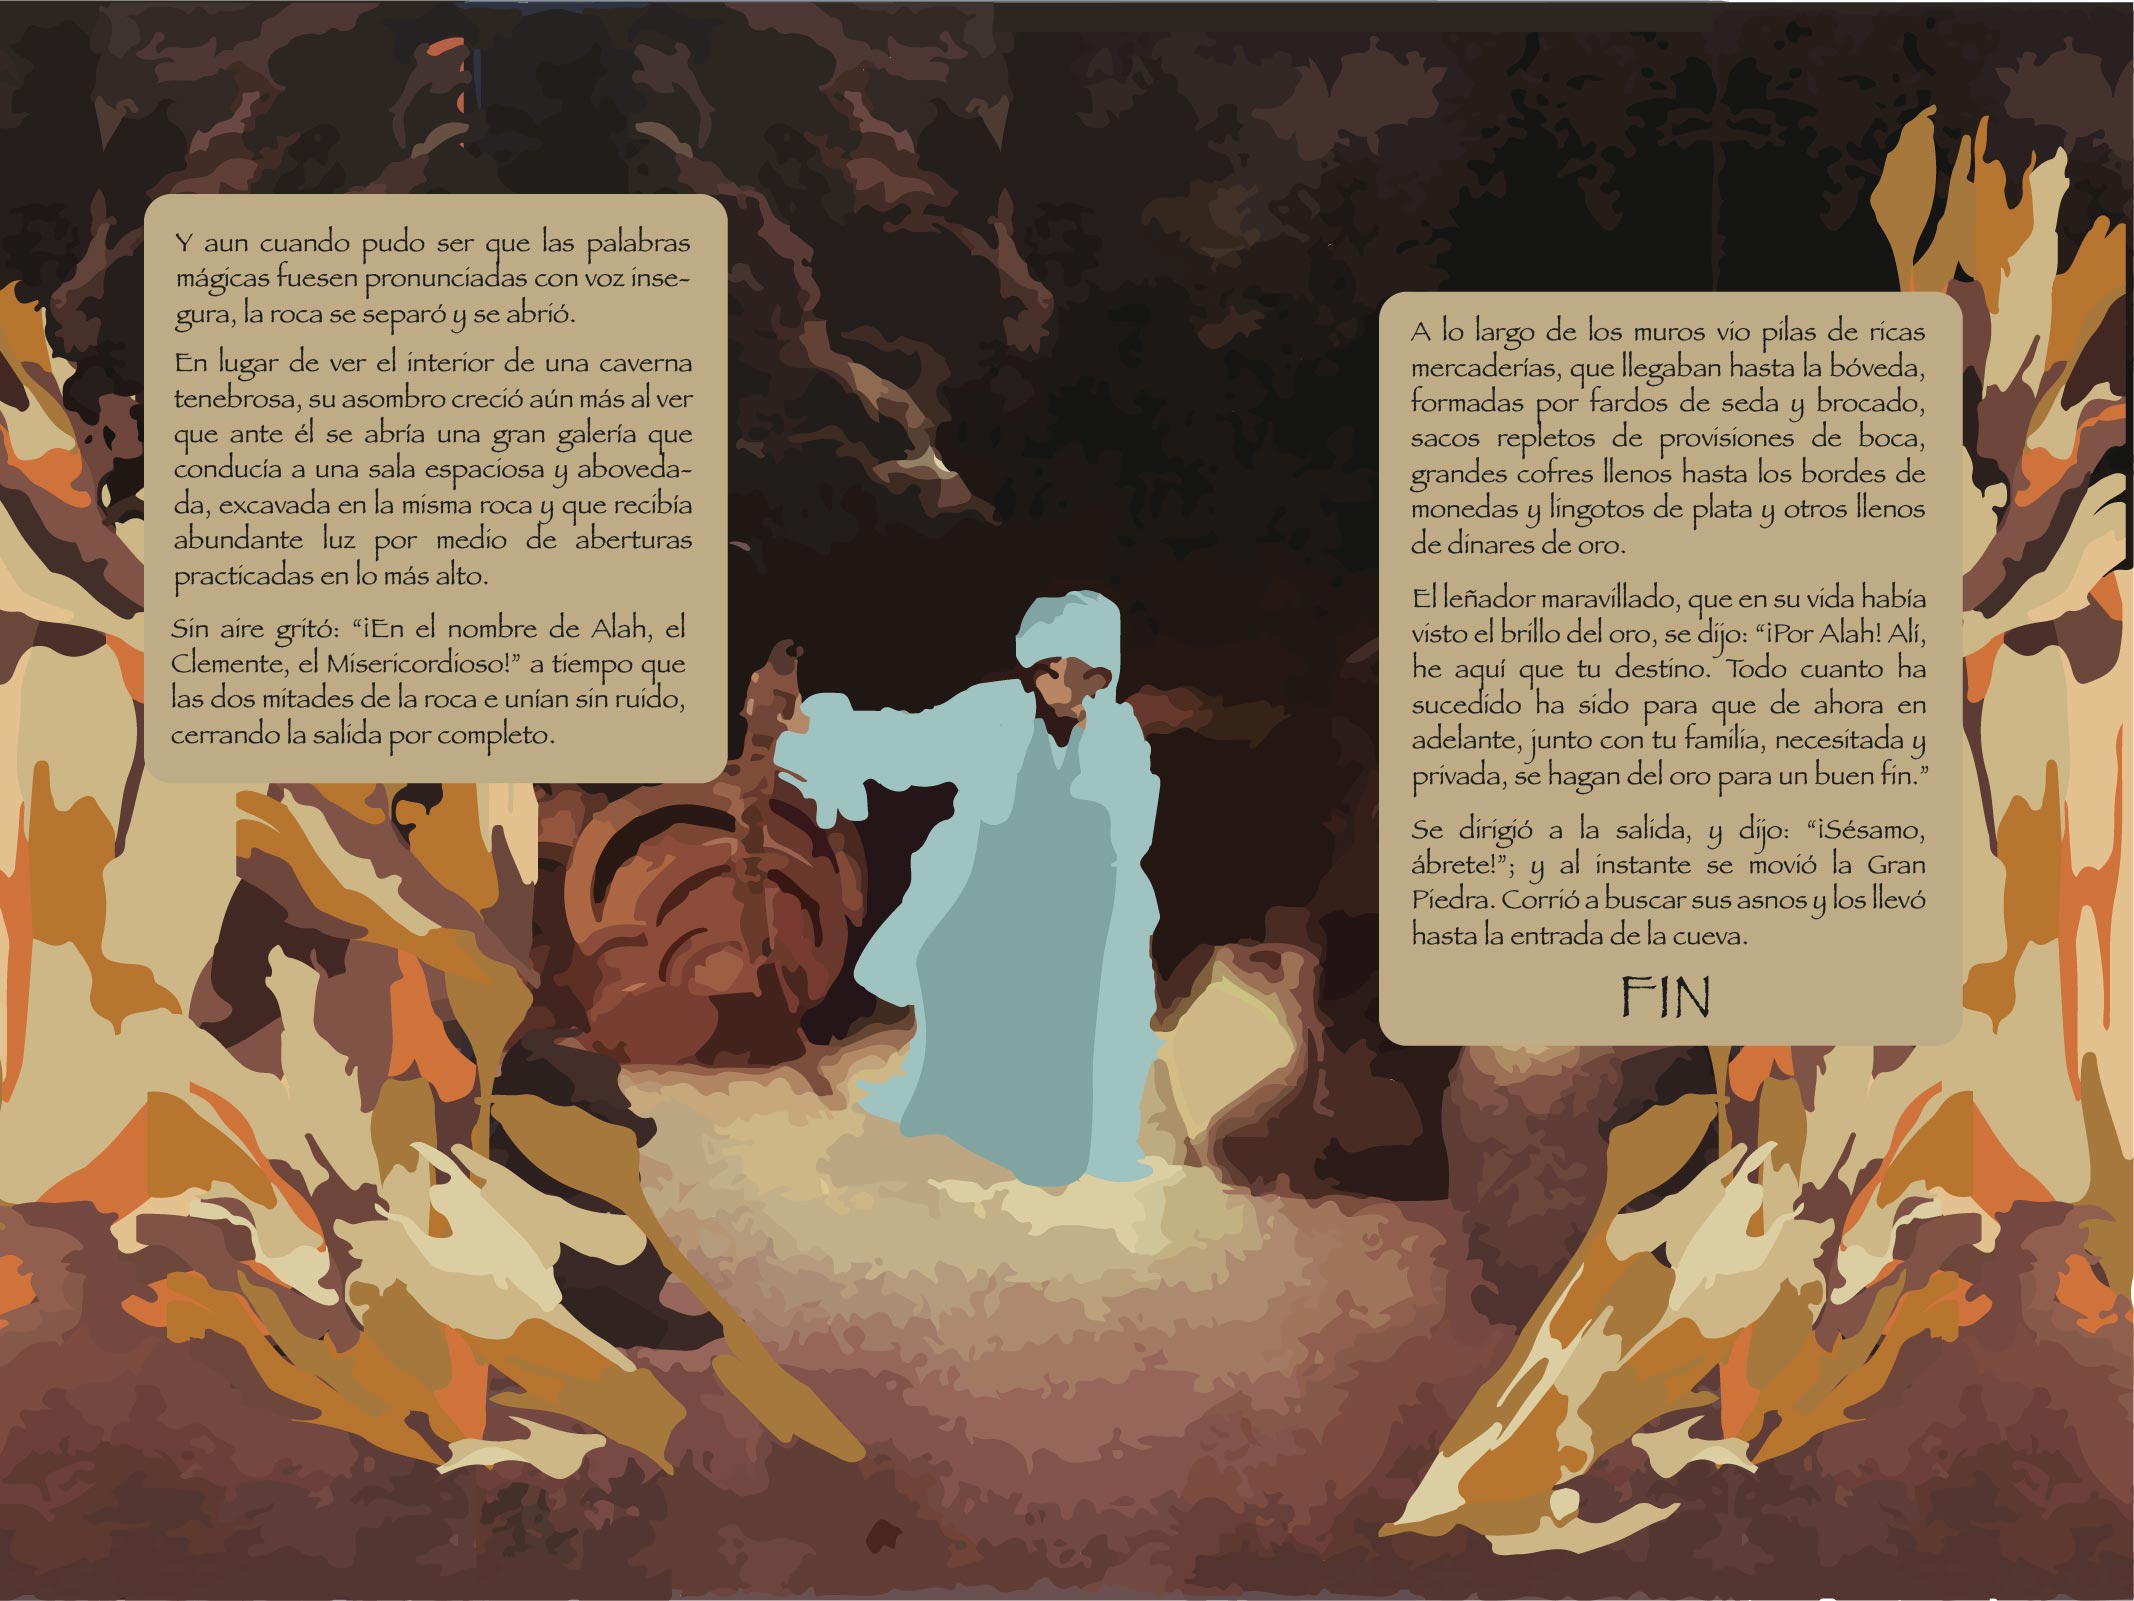 Y aun cuando pudo ser que las palabras
mágicas fuesen pronunciadas con voz inse-
gura, la roca se separó y se abrió.
En lugar de ver el interior de una caverna
tenebrosa, su asombro creció aún más al ver
que ante él se abría una gran galería que
conducía a una sala espaciosa y aboveda-
da, excavada en la misma roca y que recibía
abundante luz por medio de aberturas
practicadas en lo más alto.
Sin aire gritó: “¡En el nombre de Alah, el
Clemente, el Misericordioso!” a tiempo que
las dos mitades de la roca e unían sin ruido,
cerrando la salida por completo.
A lo largo de los muros vio pilas de ricas
mercaderías, que llegaban hasta la bóveda,
formadas por fardos de seda y brocado,
sacos repletos de provisiones de boca,
grandes cofres llenos hasta los bordes de
monedas y lingotos de plata y otros llenos
de dinares de oro.
El leñador maravillado, que en su vida había
visto el brillo del oro, se dijo: “¡Por Alah! Alí,
he aquí que tu destino. Todo cuanto ha
sucedido ha sido para que de ahora en
adelante, junto con tu familia, necesitada y
privada, se hagan del oro para un buen fin.”
Se dirigió a la salida, y dijo: “¡Sésamo,
ábrete!”; y al instante se movió la Gran
Piedra. Corrió a buscar sus asnos y los llevó
hasta la entrada de la cueva.
FIN